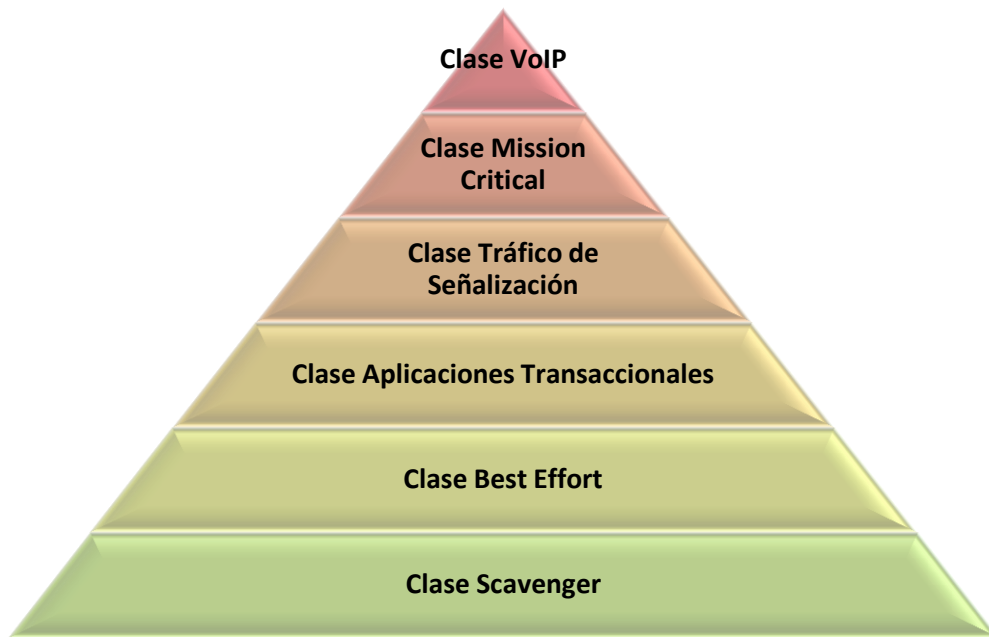 Clase VoIP
Clase Mission
Critical
Clase Tráfico de
Señalización
Clase Aplicaciones Transaccionales
Clase Best Effort
Clase Scavenger